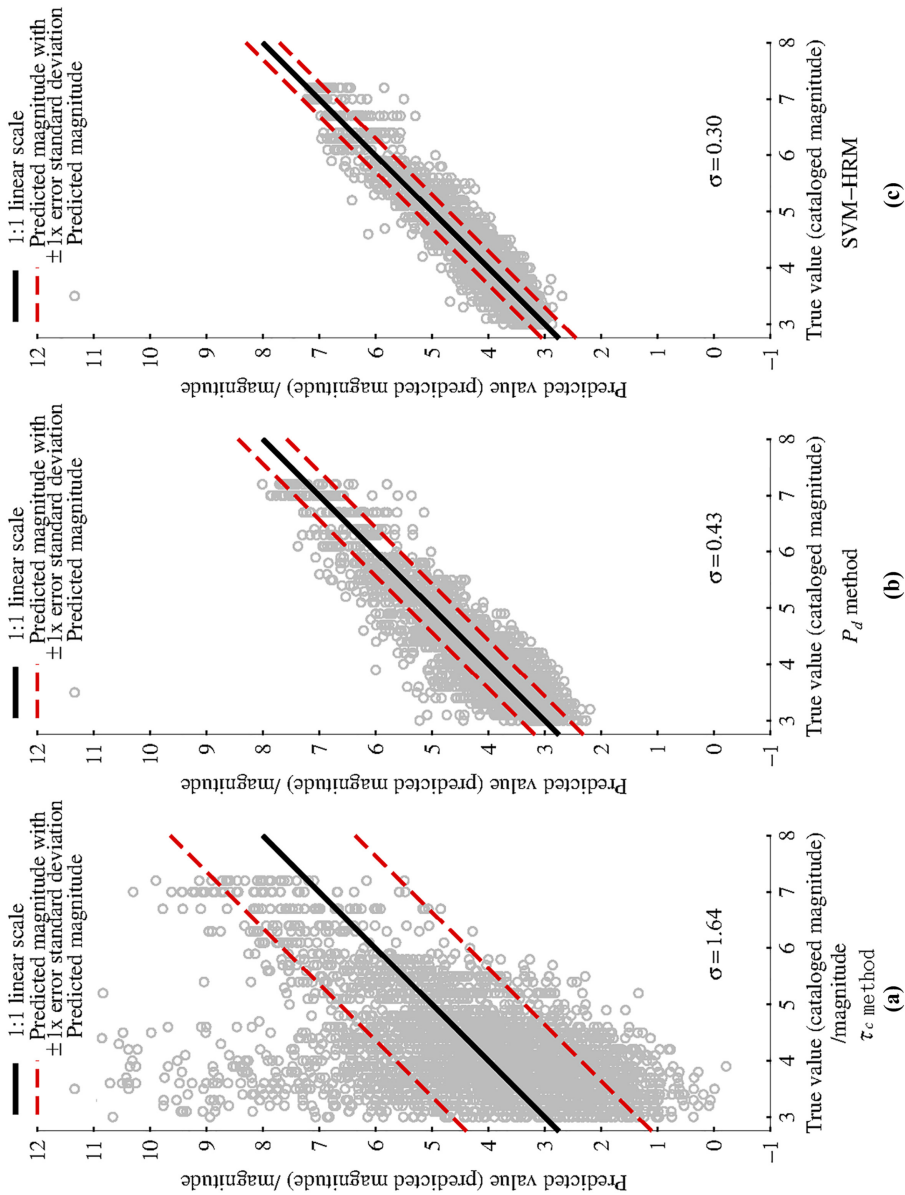 1:1 linear scale
Predicted magnitude with
±1x error standard deviation
Predicted magnitude
12
11
10
9
8
7
6
5
4
3
2
1
0
−1
Predicted value (predicted magnitude) /magnitude
σ=1.64
3 4 5 6 7 8
True value (cataloged magnitude)
/magnitude
τc method
(a)
1:1 linear scale
Predicted magnitude with
±1x error standard deviation
Predicted magnitude
12
11
10
9
8
7
6
5
4
3
2
1
0
−1
Predicted value (predicted magnitude) /magnitude
σ=0.43
3 4 5 6 7 8
True value (cataloged magnitude)
Pd method
(b)
1:1 linear scale
Predicted magnitude with
±1x error standard deviation
Predicted magnitude
12
11
10
9
8
7
6
5
4
3
2
1
0
−1
Predicted value (predicted magnitude) /magnitude
σ=0.30
3 4 5 6 7 8
True value (cataloged magnitude)
SVM−HRM
(c)